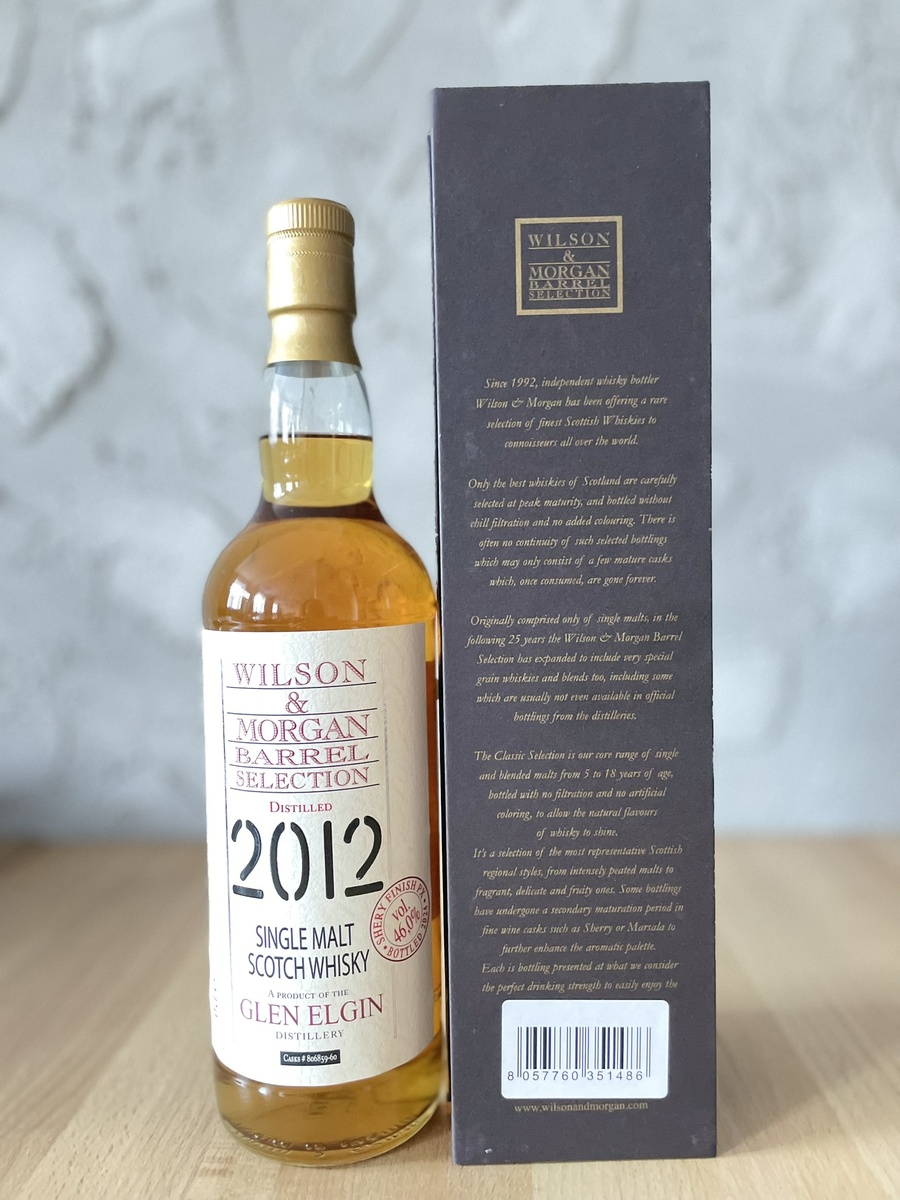 WILSON
&
MORGAN
BARREL
SELECTION
DISTILLED
2012
SHERRY FINISH PX
Vol.
46,0%
BOTTLED 2024
SINGLE MALT
SCOTCH WHISKY
A PRODUCT OF THE
GLEN ELGIN
DISTILLERY
CASKS # 806859-60
WILSON
&
MORGAN
BARREL
SELECTION
Since 1992, independent whisky bottler
Wilson & Morgan has been offering a rare
selection of finest Scottish Whiskies to
connoisseurs all over the world.
Only the best whiskies of Scotland are carefully
selected at peak maturity, and bottled without
chill filtration and no added colouring. There is
often no continuity of such selected bottlings
which may only consist of a few mature casks
which, once consumed, are gone forever.
Originally comprised only of single malts, in the
following 25 years the Wilson & Morgan Barrel
Selection has expanded to include very special
grain whiskies and blends too, including some
which are usually not even available in official
bottlings from the distilleries.
The Classic Selection is our core range of single
and blended malts from 5 to 18 years of age,
bottled with no filtration and no artificial
coloring, to allow the natural flavours
of whisky to shine.
It's a selection of the most representative Scottish
regional styles, from intensely peated malts to
fragrant, delicate and fruity ones. Some bottlings
have undergone a secondary maturation period in
fine wine casks such as Sherry or Marsala to
further enhance the aromatic palette.
Each is bottling presented at what we consider
the perfect drinking strength to easily enjoy the
8 057760 351486
www.wilsonandmorgan.com